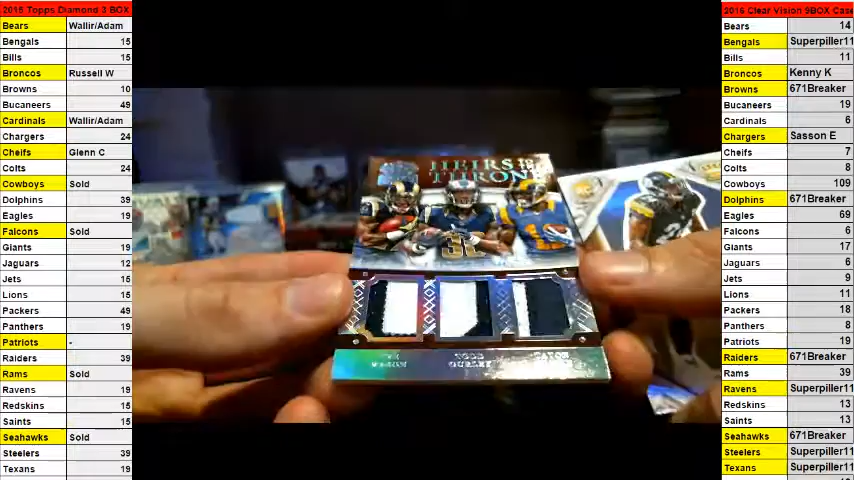 2015 Topps Diamond 3 BOX
Bears Wallir/Adam
Bengals 15
Bills 15
Broncos Russell W
Browns 10
Bucaneers 49
Cardinals Wallir/Adam
Chargers 24
Cheifs Glenn C
Colts 24
Cowboys Sold
Dolphins 39
Eagles 19
Falcons Sold
Giants 19
Jaguars 12
Jets 15
Lions 15
Packers 49
Panthers 19
Patriots -
Raiders 39
Rams Sold
Ravens 19
Redskins 15
Saints 15
Seahawks Sold
Steelers 39
Texans 19
HEIRS TO THE
THRONE
TODD
GURLEY
2016 Clear Vision 9BOX Case
Bears 14
Bengals Superpiller11
Bills 11
Broncos Kenny K
Browns 671Breaker
Bucaneers 19
Cardinals 6
Chargers Sasson E
Cheifs 7
Colts 8
Cowboys 109
Dolphins 671Breaker
Eagles 69
Falcons 6
Giants 17
Jaguars 6
Jets 9
Lions 11
Packers 18
Panthers 8
Patriots 19
Raiders 671Breaker
Rams 39
Ravens Superpiller11
Redskins 13
Saints 13
Seahawks 671Breaker
Steelers Superpiller11
Texans Superpiller11